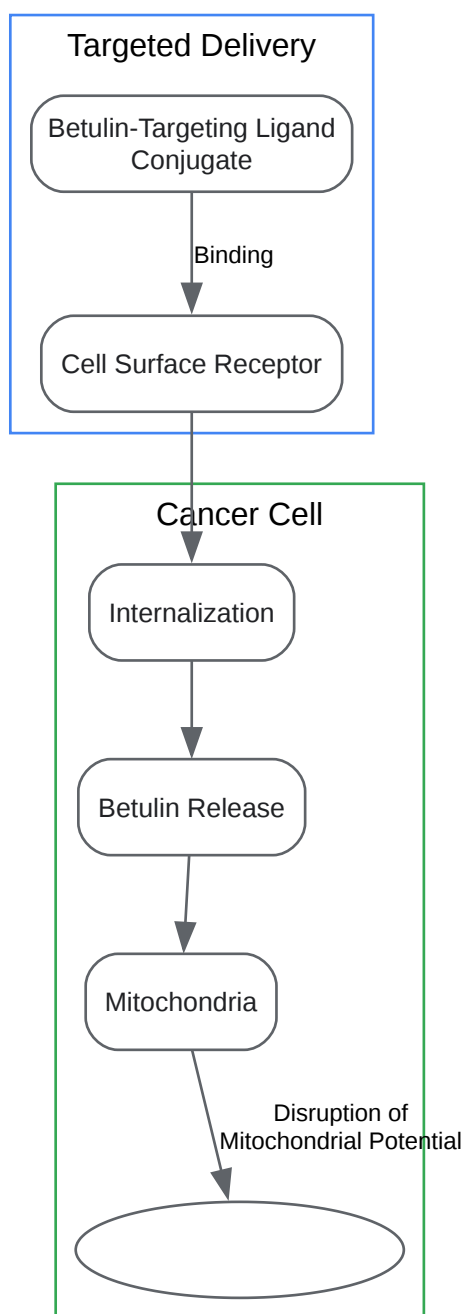 Targeted Delivery
Betulin-Targeting Ligand
Conjugate
Binding
Cell Surface Receptor
Cancer Cell
Internalization
Betulin Release
Mitochondria
Disruption of
Mitochondrial Potential